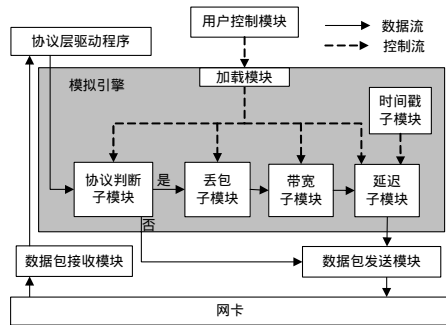 用户控制模块
数据流
控制流
协议层驱动程序
加载模块
模拟引擎
时间戳
子模块
协议判断
子模块
是
丢包
子模块
带宽
子模块
延迟
子模块
否
数据包接收模块
数据包发送模块
网卡